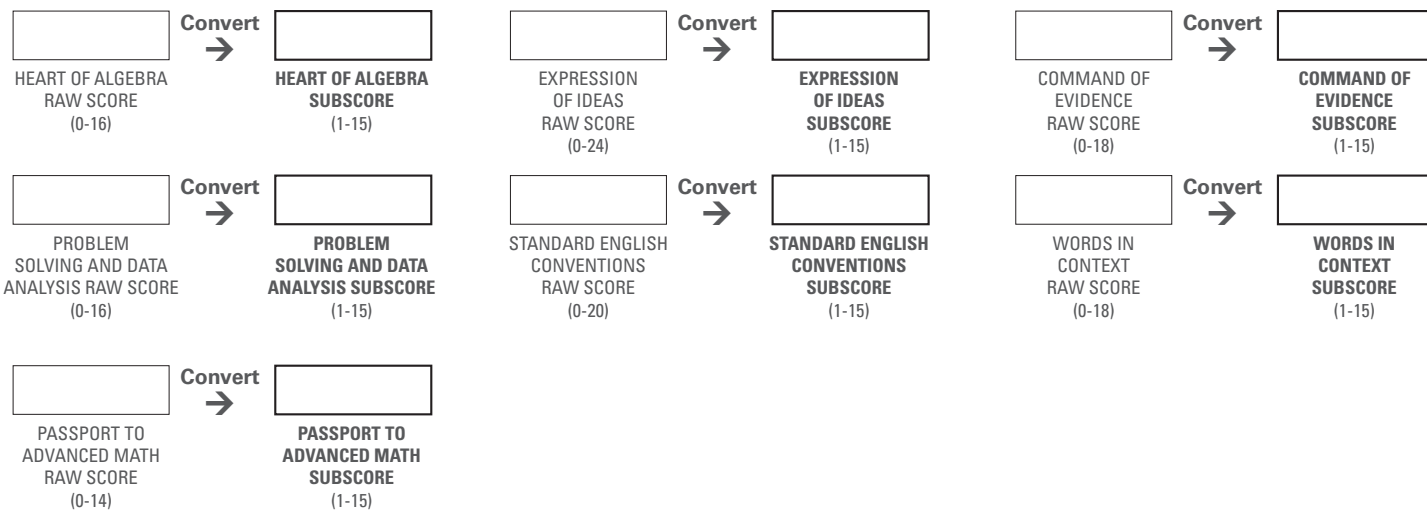 Convert
→
HEART OF ALGEBRA
RAW SCORE
(0-16)
HEART OF ALGEBRA
SUBSCORE
(1-15)
Convert
→
EXPRESSION
OF IDEAS
RAW SCORE
(0-24)
EXPRESSION
OF IDEAS
SUBSCORE
(1-15)
Convert
→
COMMAND OF
EVIDENCE
RAW SCORE
(0-18)
COMMAND OF
EVIDENCE
SUBSCORE
(1-15)
Convert
→
PROBLEM
SOLVING AND DATA
ANALYSIS RAW SCORE
(0-16)
PROBLEM
SOLVING AND DATA
ANALYSIS SUBSCORE
(1-15)
Convert
→
STANDARD ENGLISH
CONVENTIONS
RAW SCORE
(0-20)
STANDARD ENGLISH
CONVENTIONS
SUBSCORE
(1-15)
Convert
→
WORDS IN
CONTEXT
RAW SCORE
(0-18)
WORDS IN
CONTEXT
SUBSCORE
(1-15)
Convert
→
PASSPORT TO
ADVANCED MATH
RAW SCORE
(0-14)
PASSPORT TO
ADVANCED MATH
SUBSCORE
(1-15)